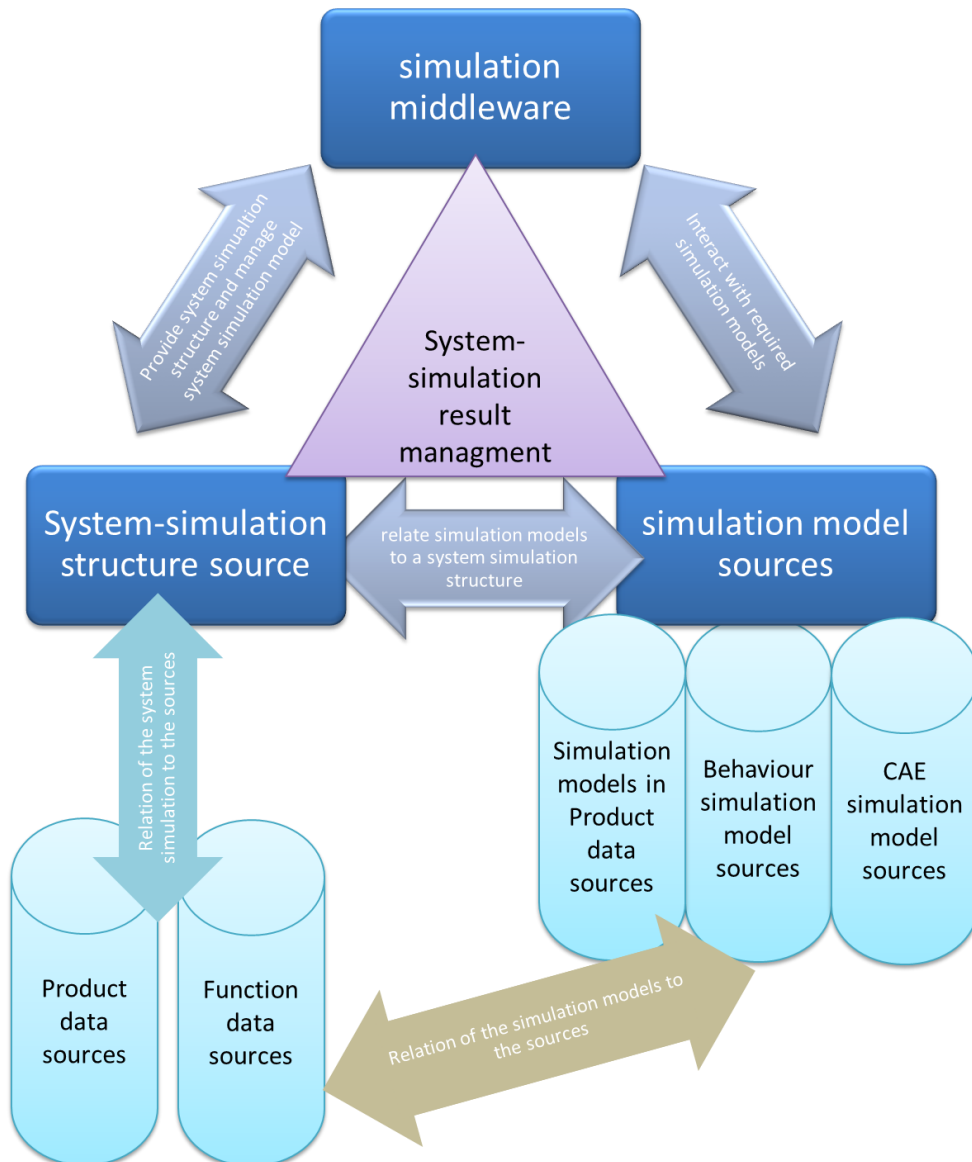 simulation
middleware
Provide system simualtion
structure and manage
system simulation model
Interact with required
simulation models
System-
simulation
result
managment
System-simulation
structure source
relate simulation models
to a system simulation
structure
simulation model
sources
Relation of the system
simulation to the sources
Simulation
models in
Product
data
sources
Behaviour
simulation
model
sources
CAE
simulation
model
sources
Product
data
sources
Function
data
sources
Relation of the simulation models to
the sources